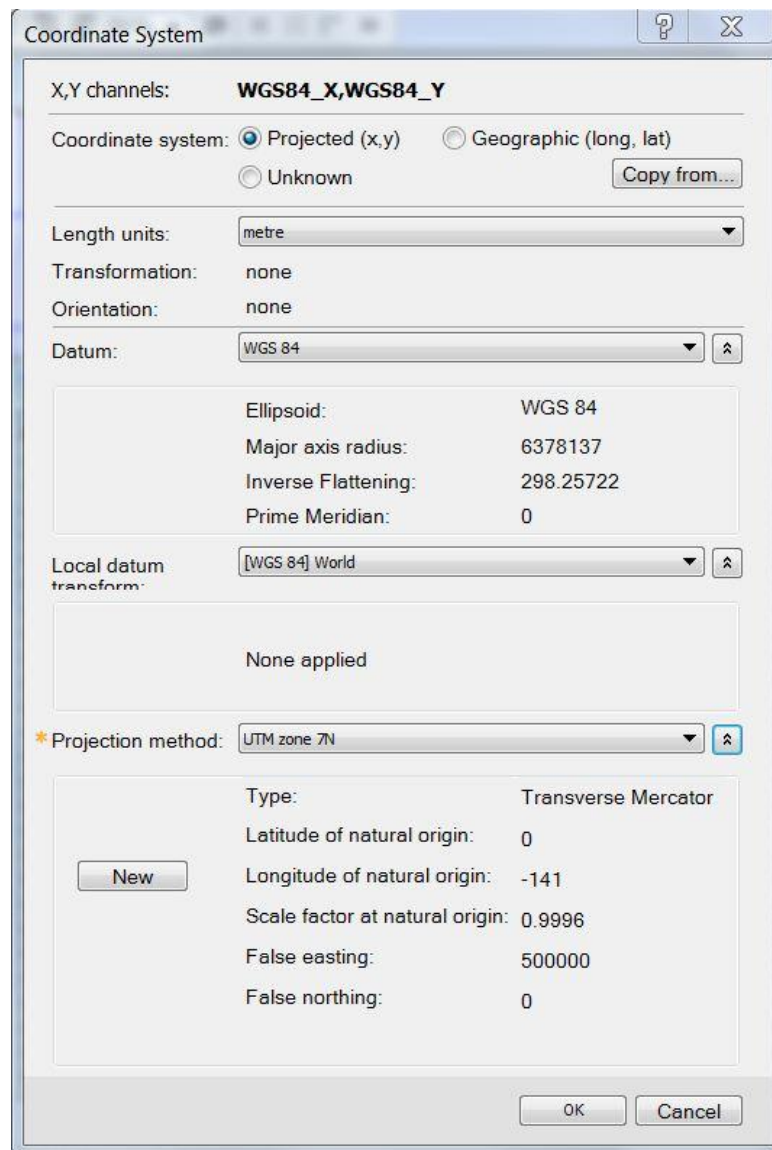 Coordinate System
X,Y channels: WGS84_X,WGS84_Y
Coordinate system: Projected (x,y) Geographic (long, lat)
Unknown Copy from...
Length units: metre
Transformation: none
Orientation: none
Datum: WGS 84
Ellipsoid: WGS 84
Major axis radius: 6378137
Inverse Flattening: 298.25722
Prime Meridian: 0
Local datum [WGS 84] World
transform:
None applied
*Projection method: UTM zone 7N
Type: Transverse Mercator
Latitude of natural origin: 0
New Longitude of natural origin: -141
Scale factor at natural origin: 0.9996
False easting: 500000
False northing: 0
OK Cancel